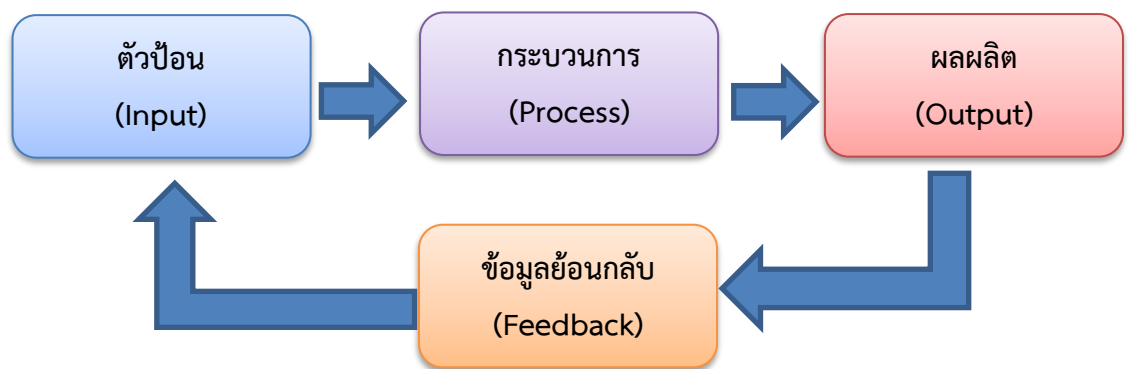 ตัวป้อน
(Input)
กระบวนการ
(Process)
ผลผลิต
(Output)
ข้อมูลย้อนกลับ
(Feedback)